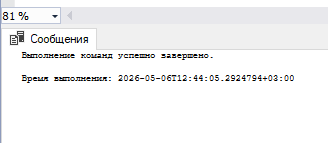 81 %
Сообщения
Выполнение команд успешно завершено.
Время выполнения: 2026-05-06T12:44:05.2924794+03:00